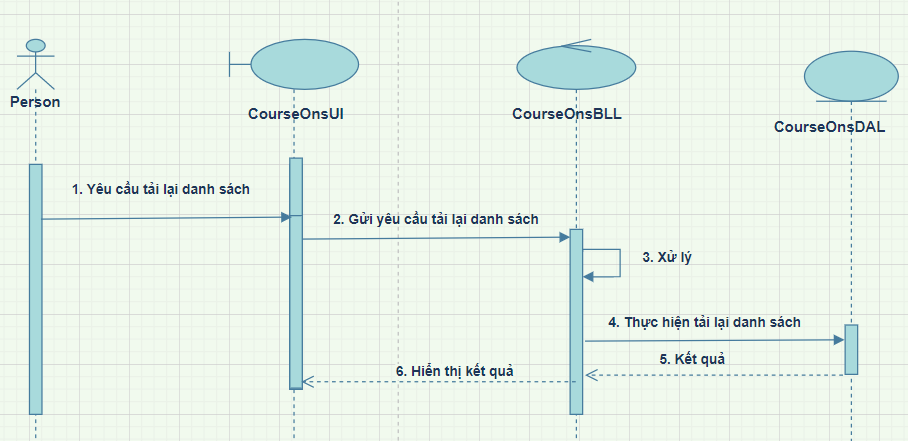 Person
CourseOnsUI
CourseOnsBLL
CourseOnsDAL
1. Yêu cầu tải lại danh sách
2. Gửi yêu cầu tải lại danh sách
3. Xử lý
4. Thực hiện tải lại danh sách
5. Kết quả
6. Hiển thị kết quả